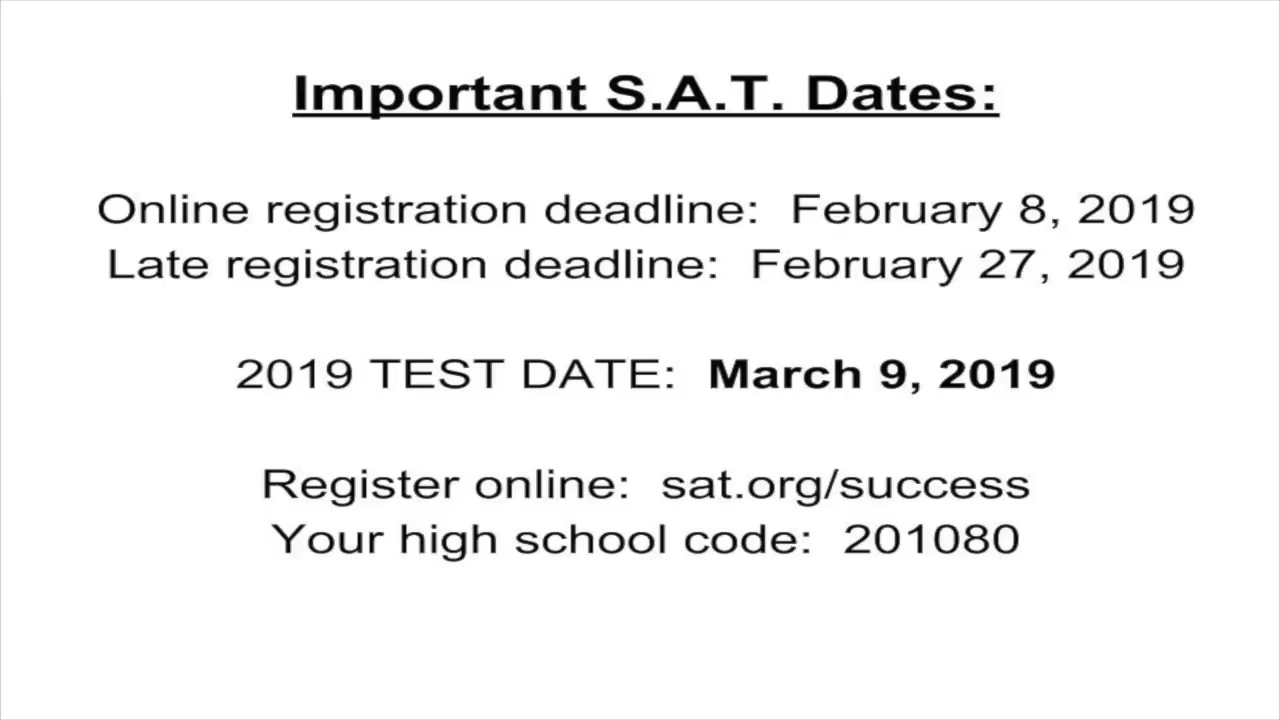 Important S.A.T. Dates:
Online registration deadline:  February 8, 2019
Late registration deadline:  February 27, 2019
2019 TEST DATE:  March 9, 2019
Register online:  sat.org/success
Your high school code:  201080